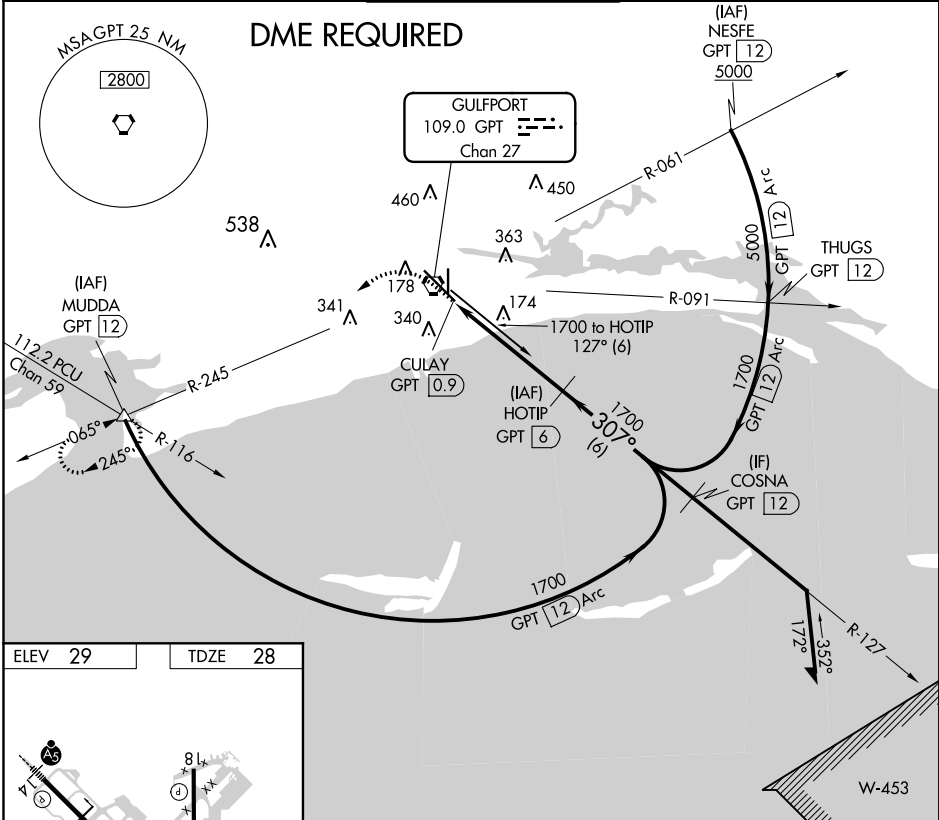 DME REQUIRED
MSA GPT 25 NM
2800
(IAF)
NESFE
GPT 12
5000
GULFPORT
109.0 GPT
Chan 27
R-061
460
450
538
363
5000
GPT 12 Arc
THUGS
GPT 12
(IAF)
MUDDA
GPT 12
178
341
340
174
R-091
1700 to HOTIP
127° (6)
112.2 PCU
Chan 59
R-245
CULAY
GPT 0.9
(IAF)
HOTIP
GPT 6
1700
307°
(6)
1700
GPT 12 Arc
065°
245°
R-116
(IF)
COSNA
GPT 12
1700
GPT 12 Arc
172°
352°
R-127
ELEV 29
TDZE 28
A5
14
P
18
P
W-453